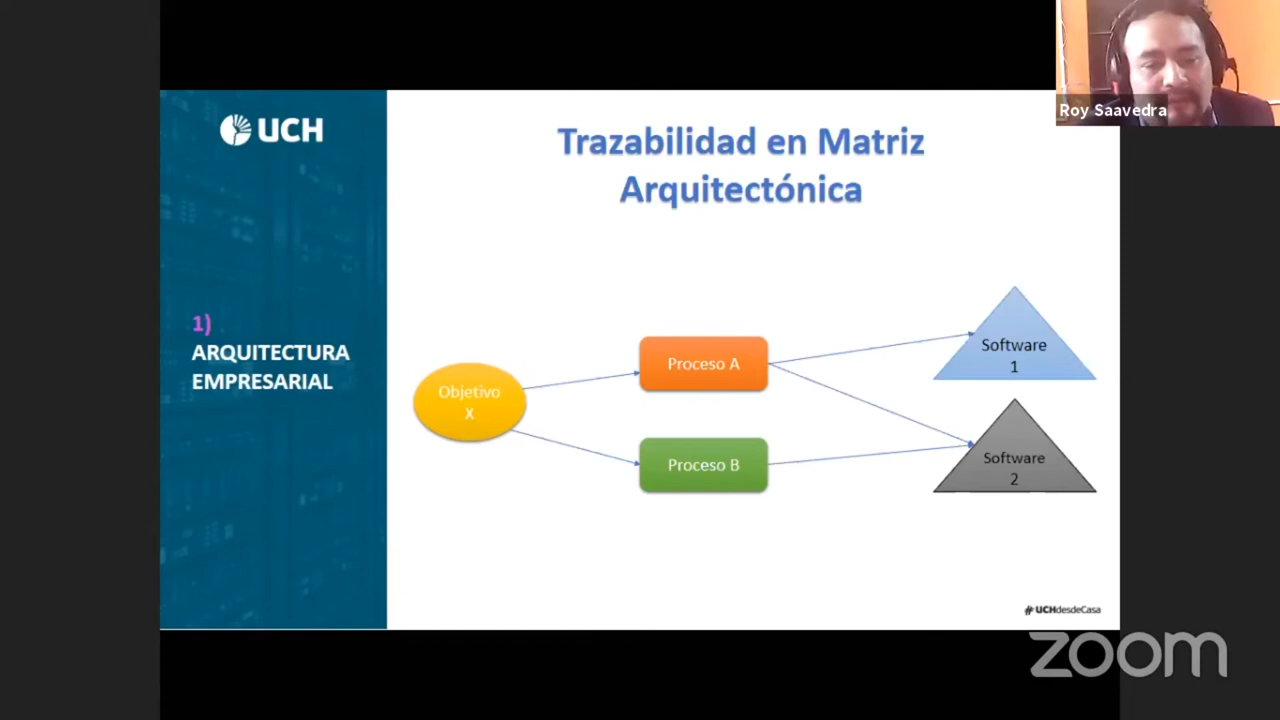 Roy Saavedra
UCH
Trazabilidad en Matriz
Arquitectónica
1)
ARQUITECTURA
EMPRESARIAL
Objetivo
X
Proceso A
Proceso B
Software
1
Software
2
#UCHdesdeCasa
zoom